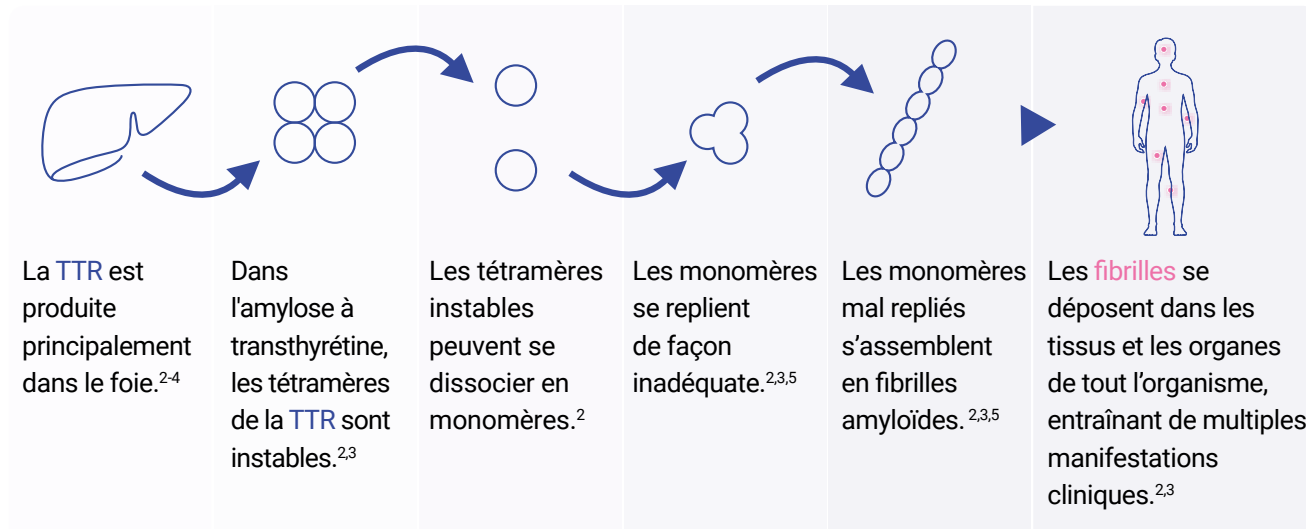 La TTR est
produite
principalement
dans le foie.2-4
Dans
l'amylose à
transthyrétine,
les tétramères
de la TTR sont
instables.2,3
Les tétramères
instables
peuvent se
dissocier en
monomères.2
Les monomères
se replient
de façon
inadéquate.2,3,5
Les monomères
mal repliés
s’assemblent
en fibrilles
amyloïdes. 2,3,5
Les fibrilles se
déposent dans les
tissus et les organes
de tout l’organisme,
entraînant de multiples
manifestations
cliniques.2,3